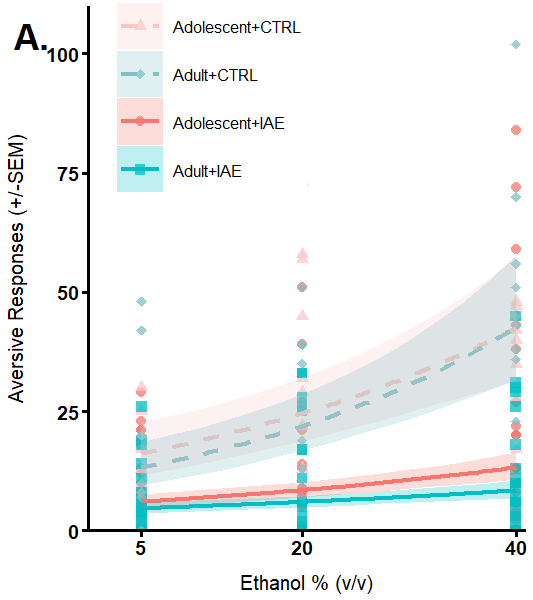 A.
Adolescent+CTRL
Adult+CTRL
Adolescent+IAE
Adult+IAE
Aversive Responses (+/-SEM)
100
75
50
25
0
5 20 40
Ethanol % (v/v)